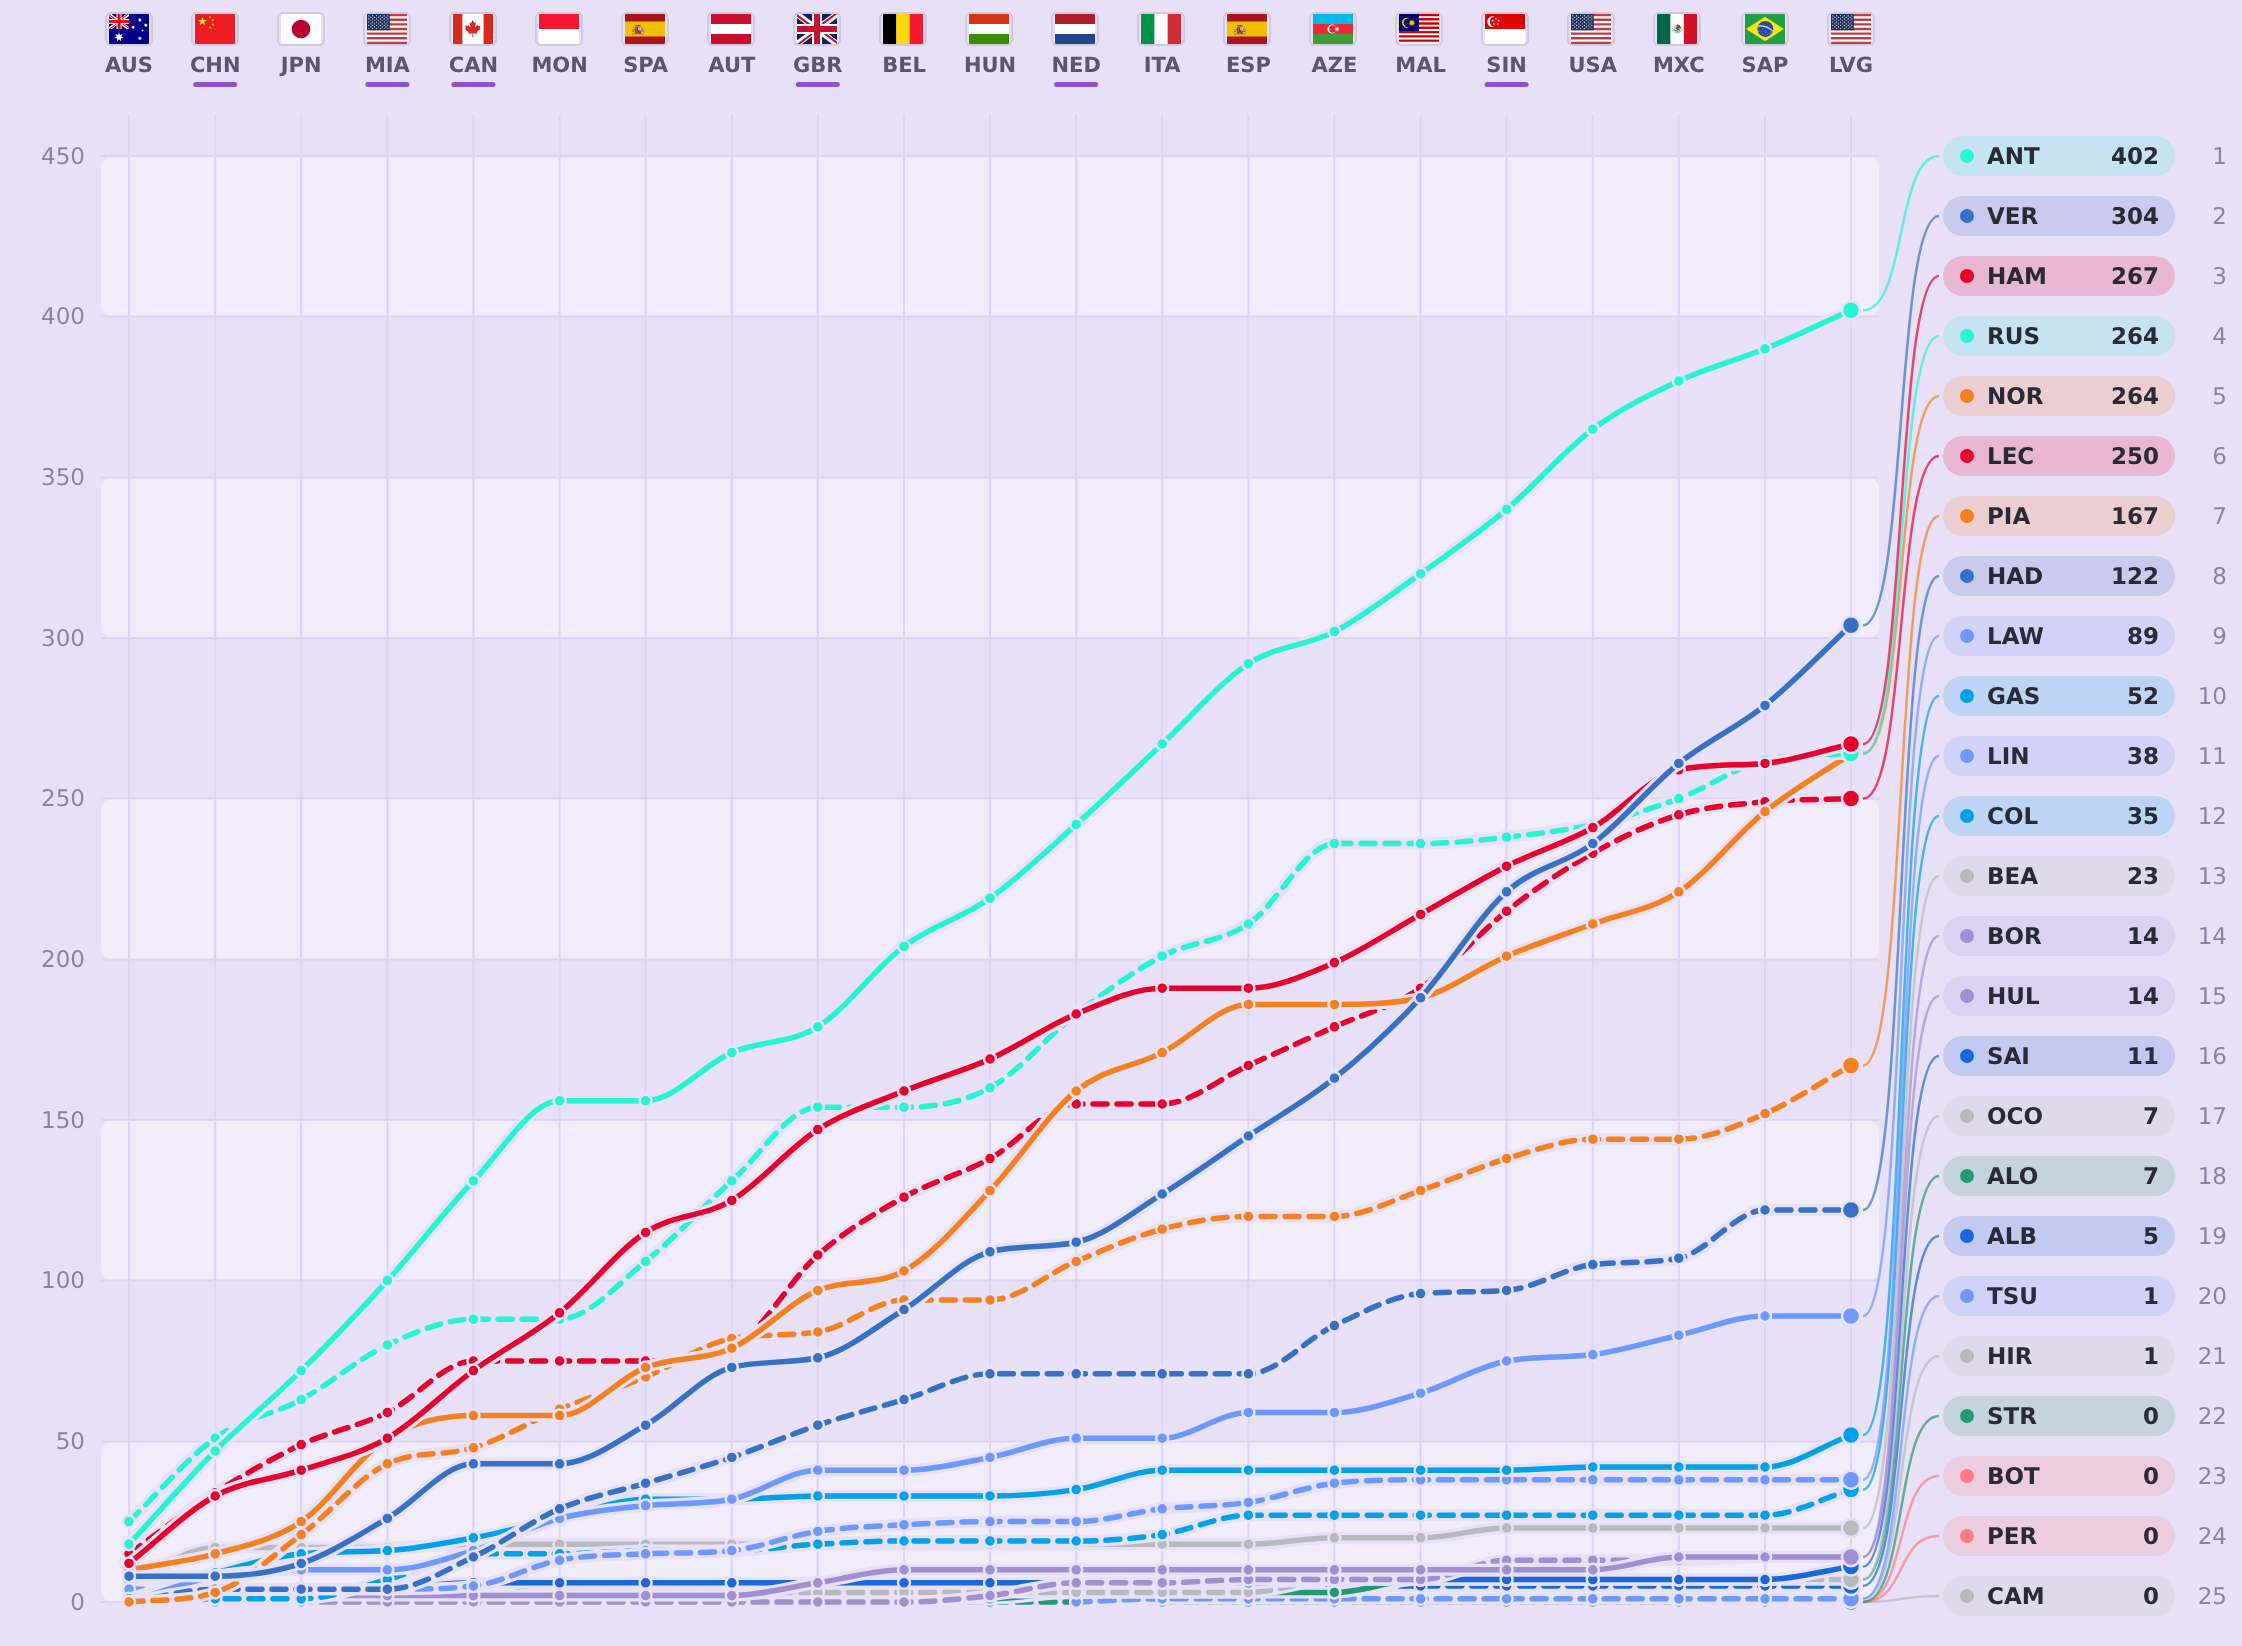 AUS CHN JPN MIA CAN MON SPA AUT GBR BEL HUN NED ITA ESP AZE MAL SIN USA MXC SAP LVG
450
400
350
300
250
200
150
100
50
0
ANT 402 1
VER 304 2
HAM 267 3
RUS 264 4
NOR 264 5
LEC 250 6
PIA 167 7
HAD 122 8
LAW 89 9
GAS 52 10
LIN 38 11
COL 35 12
BEA 23 13
BOR 14 14
HUL 14 15
SAI 11 16
OCO 7 17
ALO 7 18
ALB 5 19
TSU 1 20
HIR 1 21
STR 0 22
BOT 0 23
PER 0 24
CAM 0 25